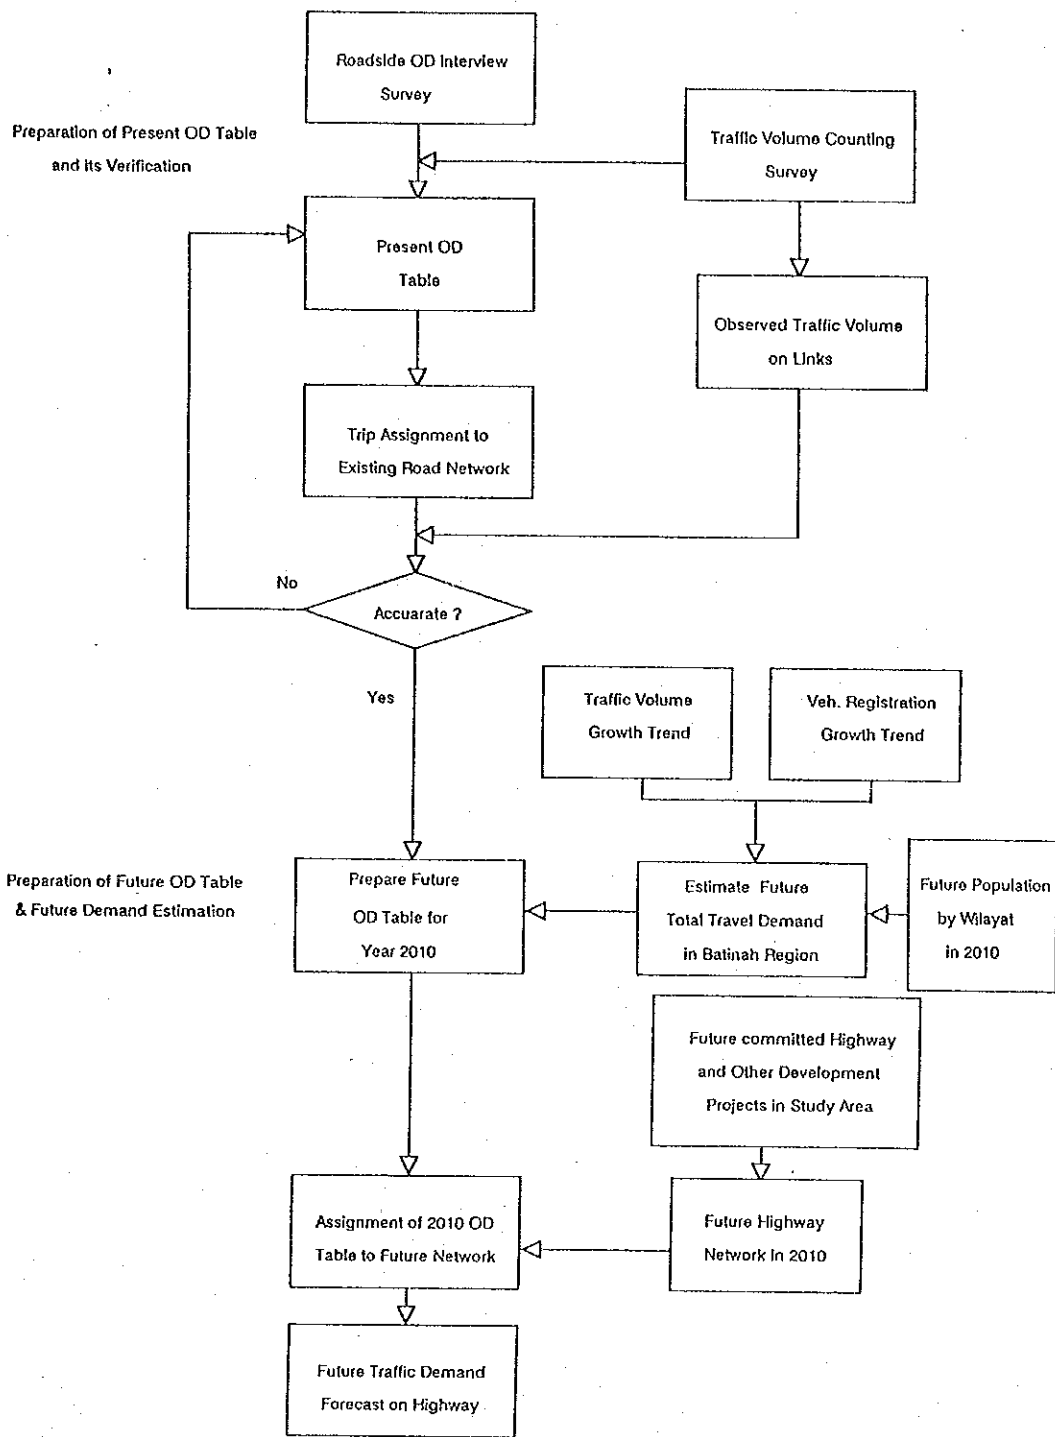 Roadside OD Interview
Survey
Preparation of Present OD Table
and its Verification
Traffic Volume Counting
Survey
Present OD
Table
Observed Traffic Volume
on Links
Trip Assignment to
Existing Road Network
No
Accuarate ?
Yes
Traffic Volume
Growth Trend
Veh. Registration
Growth Trend
Preparation of Future OD Table
& Future Demand Estimation
Prepare Future
OD Table for
Year 2010
Estimate Future
Total Travel Demand
in Batinah Region
Future Population
by Wilayat
in 2010
Future committed Highway
and Other Development
Projects in Study Area
Assignment of 2010 OD
Table to Future Network
Future Highway
Network in 2010
Future Traffic Demand
Forecast on Highway